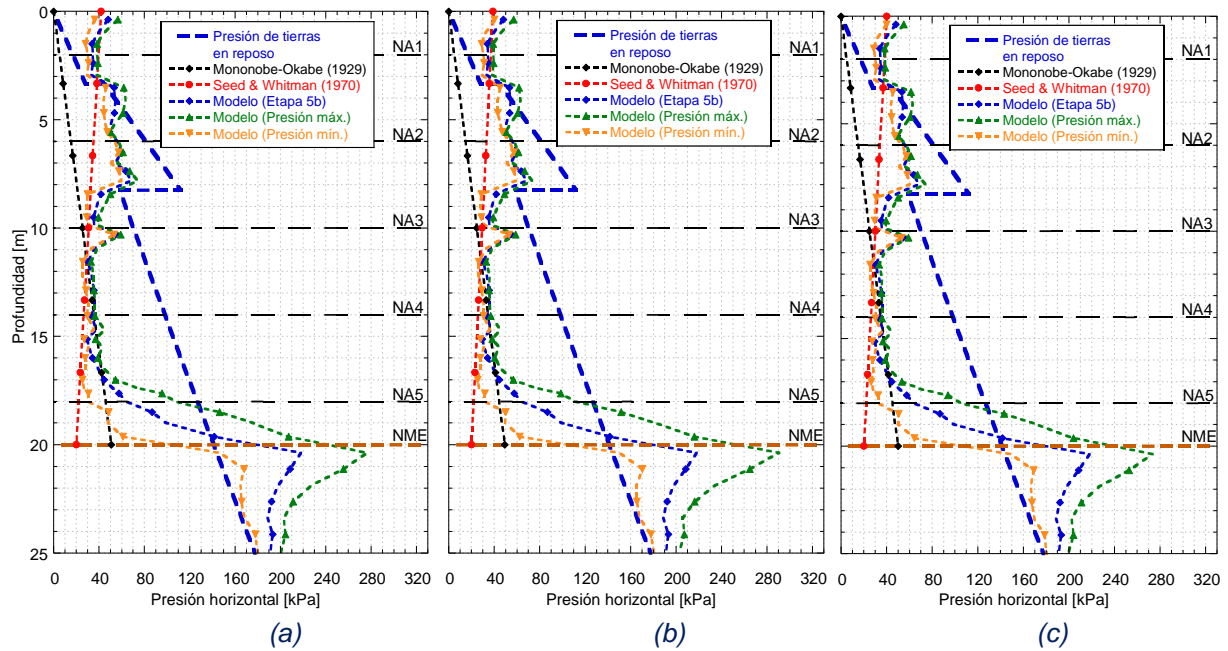 Profundidad [m]
0
5
10
15
20
25
Presión de tierras
en reposo
Mononobe-Okabe (1929)
Seed & Whitman (1970)
Modelo (Etapa 5b)
Modelo (Presión máx.)
Modelo (Presión mín.)
NA1
NA2
NA3
NA4
NA5
NME
0 40 80 120 160 200 240 280 320
Presión horizontal [kPa]
(a)
Presión de tierras
en reposo
Mononobe-Okabe (1929)
Seed & Whitman (1970)
Modelo (Etapa 5b)
Modelo (Presión máx.)
Modelo (Presión mín.)
NA1
NA2
NA3
NA4
NA5
NME
0 40 80 120 160 200 240 280 320
Presión horizontal [kPa]
(b)
Presión de tierras
en reposo
Mononobe-Okabe (1929)
Seed & Whitman (1970)
Modelo (Etapa 5b)
Modelo (Presión máx.)
Modelo (Presión mín.)
NA1
NA2
NA3
NA4
NA5
NME
0 40 80 120 160 200 240 280 320
Presión horizontal [kPa]
(c)